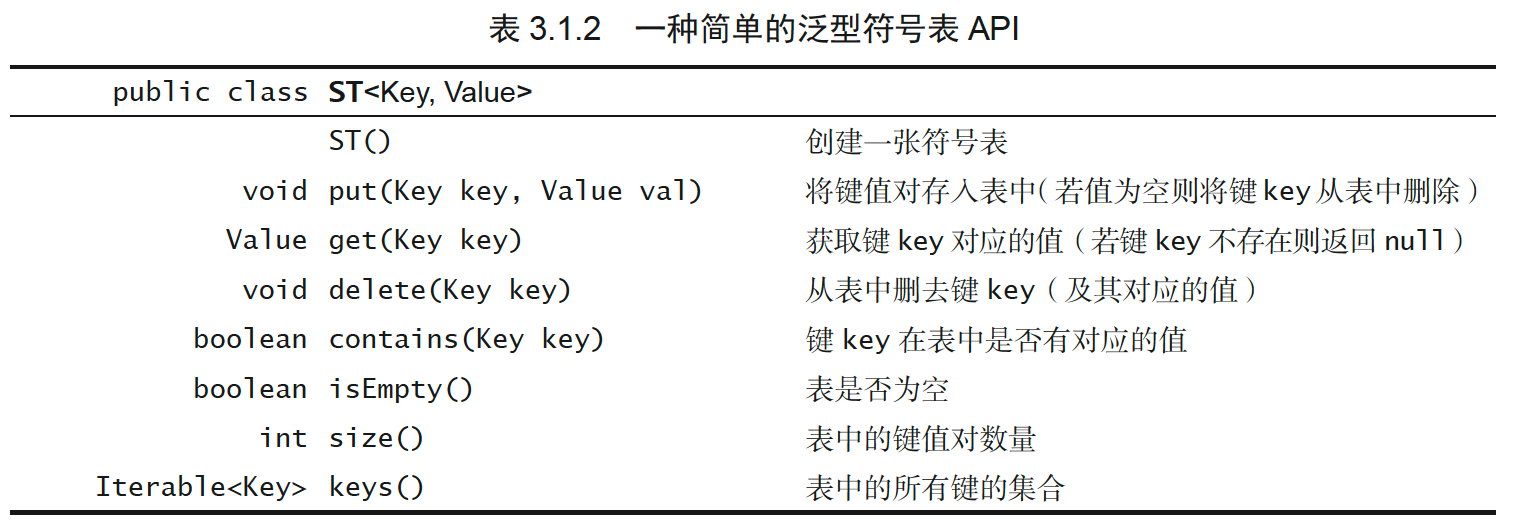 表 3.1.2 一种简单的泛型符号表 API
public class ST<Key, Value>
ST() 创建一张符号表
void put(Key key, Value val) 将键值对存入表中（若值为空则将键 key 从表中删除）
Value get(Key key) 获取键 key 对应的值（若键 key 不存在则返回 null）
void delete(Key key) 从表中删去键 key（及其对应的值）
boolean contains(Key key) 键 key 在表中是否有对应的值
boolean isEmpty() 表是否为空
int size() 表中的键值对数量
Iterable<Key> keys() 表中的所有键的集合